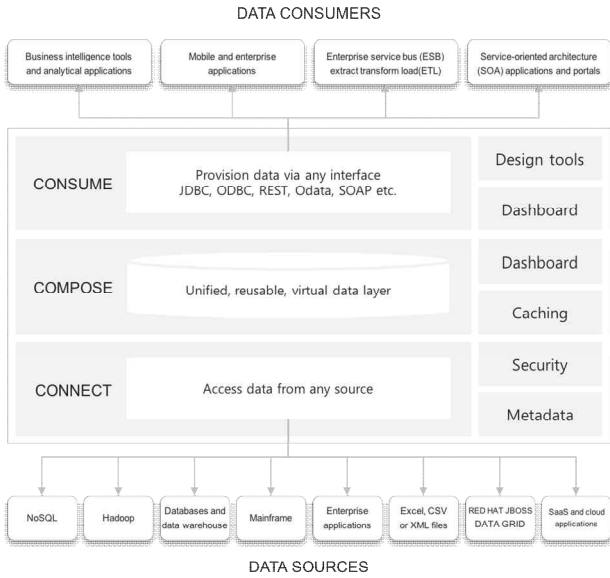 DATA CONSUMERS
Business intelligence tools
and analytical applications
Mobile and enterprise
applications
Enterprise service bus (ESB)
extract transform load(ETL)
Service-oriented architecture
(SOA) applications and portals
CONSUME
Provision data via any interface
JDBC, ODBC, REST, Odata, SOAP etc.
Design tools
Dashboard
COMPOSE
Unified, reusable, virtual data layer
Dashboard
Caching
CONNECT
Access data from any source
Security
Metadata
NoSQL
Hadoop
Databases and
data warehouse
Mainframe
Enterprise
applications
Excel, CSV
or XML files
RED HAT JBOSS
DATA GRID
SaaS and cloud
applications
DATA SOURCES